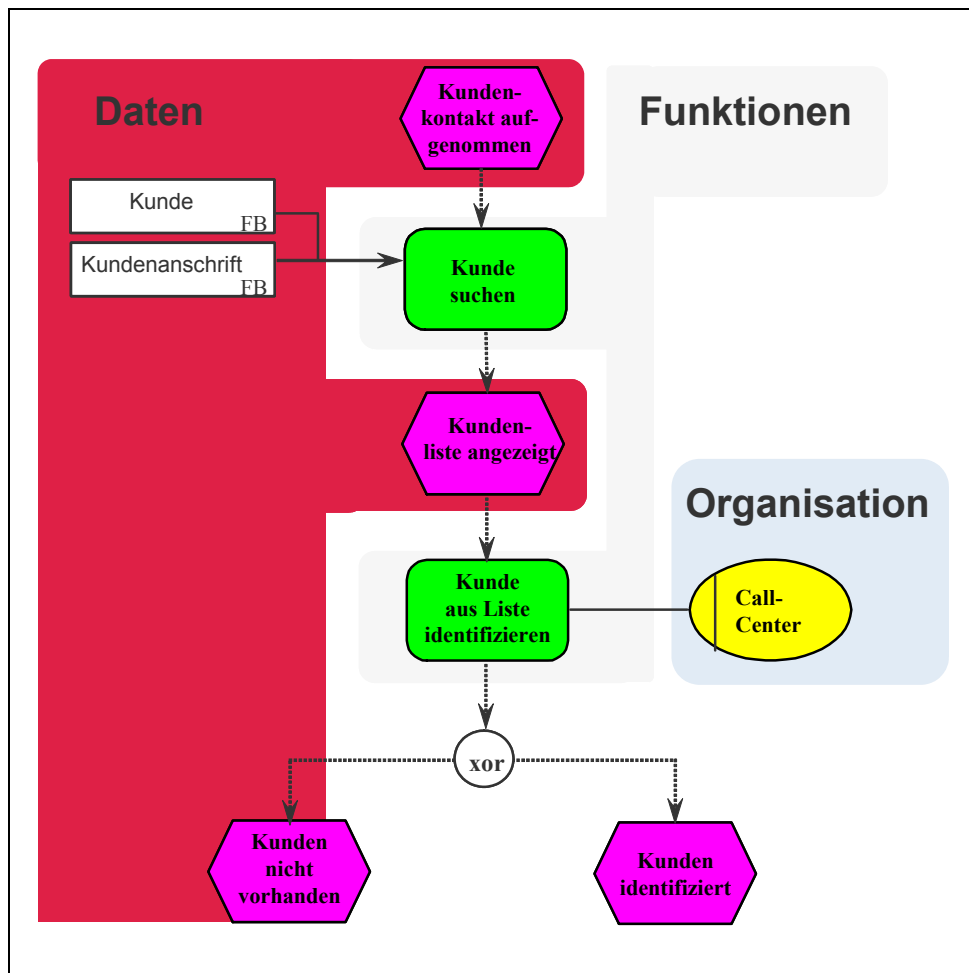 Daten
Kunden-
kontakt auf-
genommen
Funktionen
Kunde
FB
Kundenanschrift
FB
Kunde
suchen
Kunden-
liste angezeigt
Organisation
Kunde
aus Liste
identifizieren
Call-
Center
xor
Kunden
nicht
vorhanden
Kunden
identifiziert